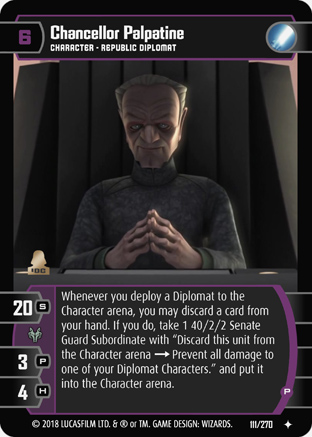 6 Chancellor Palpatine
CHARACTER • REPUBLIC DIPLOMAT
IDC
20 S
3 P
4 H
Whenever you deploy a Diplomat to the
Character arena, you may discard a card from
your hand. If you do, take 1 40/2/2 Senate
Guard Subordinate with “Discard this unit from
the Character arena → Prevent all damage to
one of your Diplomat Characters.” and put it
into the Character arena.
P
© 2018 LUCASFILM LTD. & ® or TM. GAME DESIGN: WIZARDS. 111/270